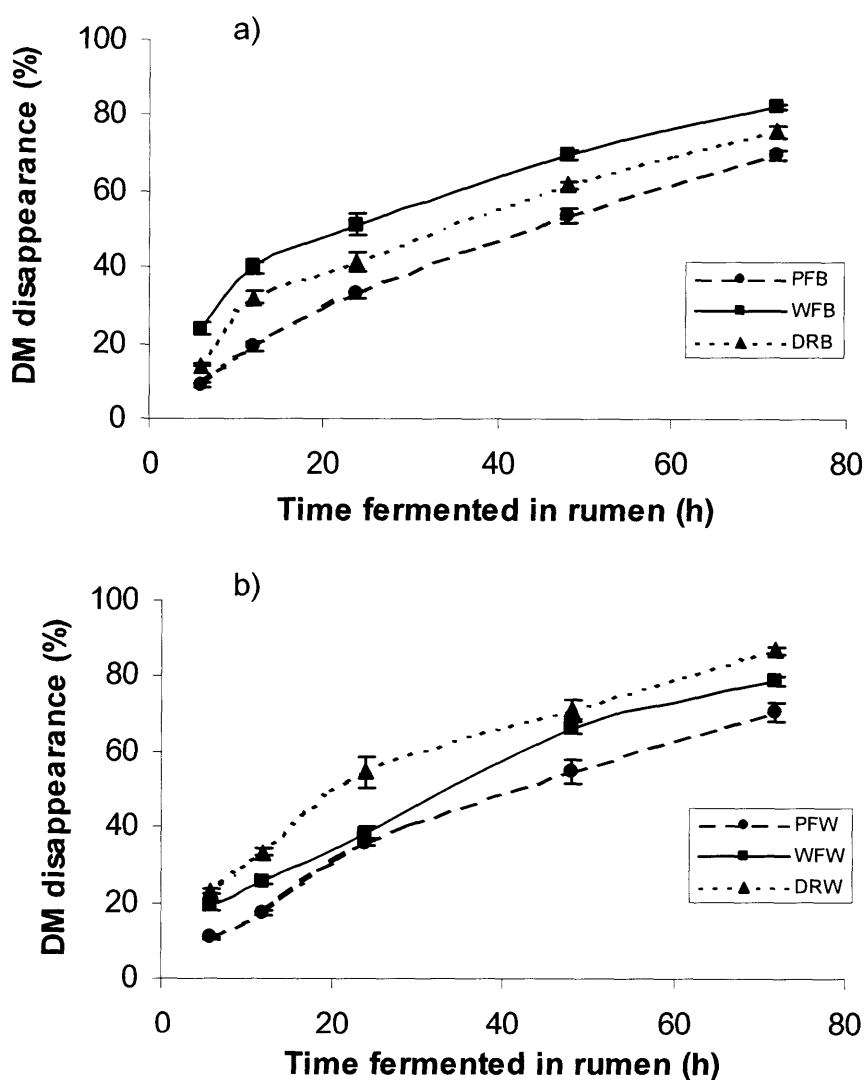 a)
DM disappearance (%)
100
80
60
40
20
0
PFB
WFB
DRB
0 20 40 60 80
Time fermented in rumen (h)
b)
DM disappearance (%)
100
80
60
40
20
0
PFW
WFW
DRW
0 20 40 60 80
Time fermented in rumen (h)